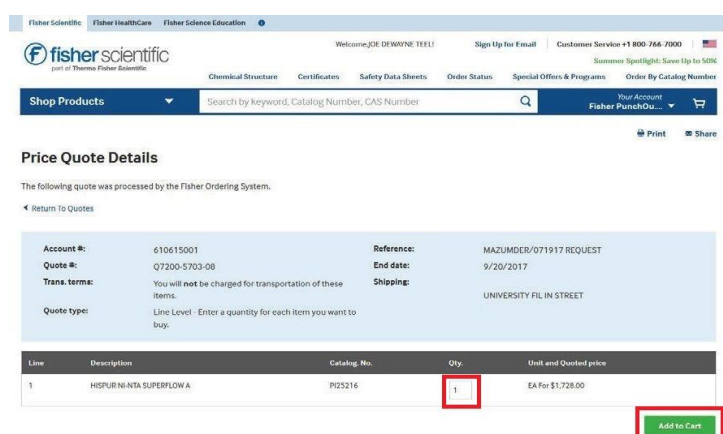 Fisher Scientific Fisher HealthCare Fisher Science Education
fisher scientific
part of Thermo Fisher Scientific
Welcome, JOE DEWAYNE TEEL! Sign Up for Email Customer Service +1 800-766-7000
Summer Spotlight: Save Up to 50%
Chemical Structure Certificates Safety Data Sheets Order Status Special Offers & Programs Order By Catalog Number
Shop Products Search by keyword, Catalog Number, CAS Number
Your Account
Fisher PunchOu....
Print Share
Price Quote Details
The following quote was processed by the Fisher Ordering System.
Return To Quotes
Account #: 610615001 Reference: MAZUMDER/071917 REQUEST
Quote #: Q7200-5703-08 End date: 9/20/2017
Trans. terms: You will not be charged for transportation of these Shipping:
items. UNIVERSITY FIL IN STREET
Quote type: Line Level - Enter a quantity for each item you want to
buy.
Line Description Catalog. No. Qty. Unit and Quoted price
1 HISPUR NI-NTA SUPERFLOW A PI25216 1 EA For $1,728.00
Add to Cart